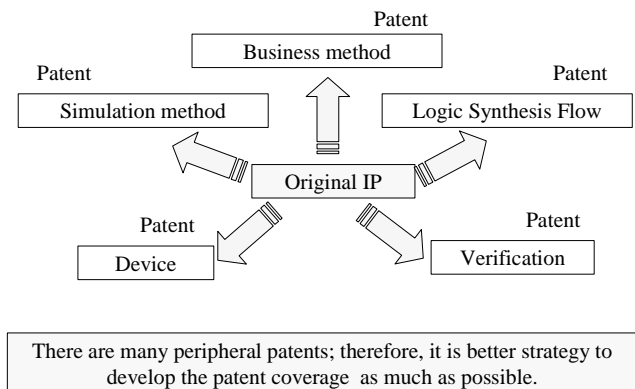 Patent
Business method
Patent
Simulation method
Patent
Logic Synthesis Flow
Original IP
Patent
Device
Patent
Verification
There are many peripheral patents; therefore, it is better strategy to
develop the patent coverage as much as possible.